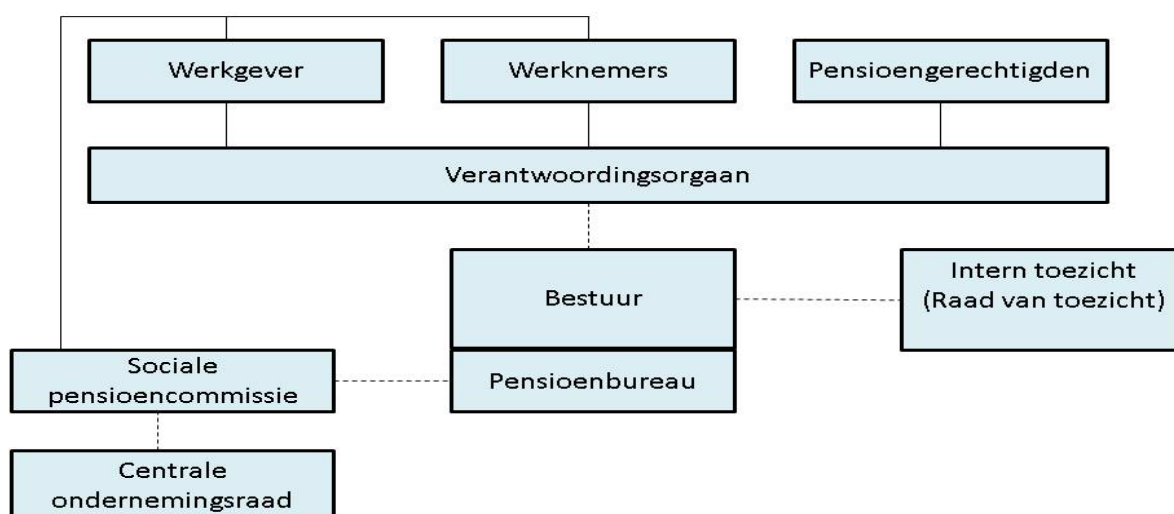 Werkgever
Werknemers
Pensioengerechtigden
Verantwoordingsorgaan
Bestuur
Intern toezicht
(Raad van toezicht)
Sociale
pensioencommissie
Pensioenbureau
Centrale
ondernemingsraad